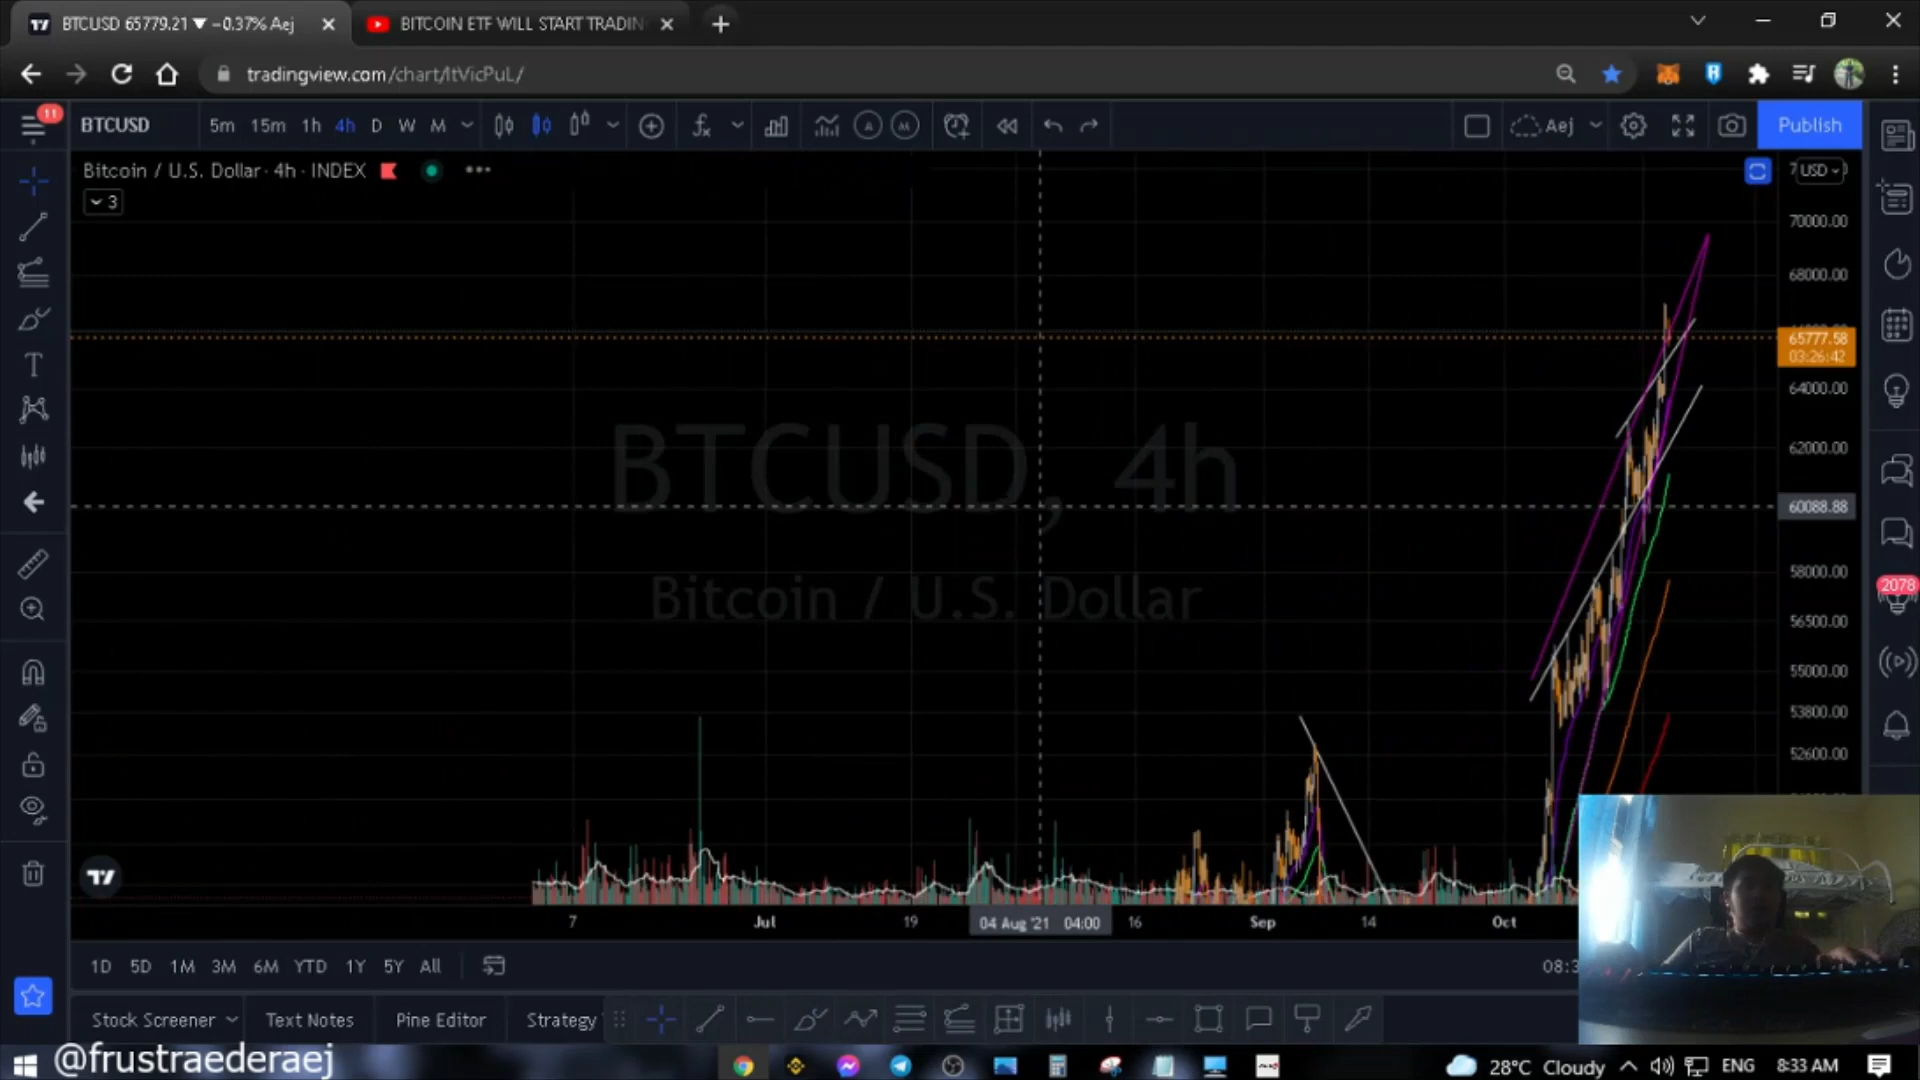 BTCUSD 65779.21 ▼ −0.37% Aej
BITCOIN ETF WILL START TRADIN
tradingview.com/chart/ItVicPuL/
11
BTCUSD 5m 15m 1h 4h D W M
A M
Aej
Publish
Bitcoin / U.S. Dollar · 4h · INDEX
3
USD
70000.00
68000.00
65777.58
03:26:42
64000.00
62000.00
60088.88
58000.00
56500.00
55000.00
53800.00
52600.00
BTCUSD, 4h
Bitcoin / U.S. Dollar
2078
7 Jul 19 04 Aug '21 04:00 16 Sep 14 Oct
1D 5D 1M 3M 6M YTD 1Y 5Y All
08:3
Stock Screener Text Notes Pine Editor Strategy
@frustraederaej
28°C Cloudy ENG 8:33 AM